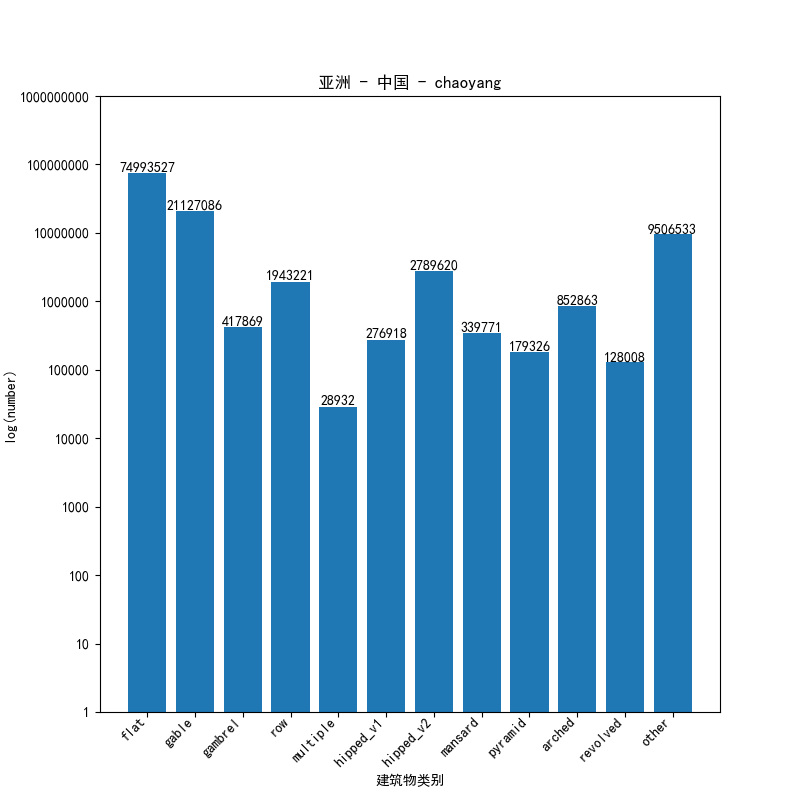 亚洲 - 中国 - chaoyang
1000000000
100000000
10000000
1000000
100000
10000
1000
100
10
1
log(number)
74993527
21127086
417869
1943221
28932
276918
2789620
339771
179326
852863
128008
9506533
flat
gable
gambrel
row
multiple
hipped_v1
hipped_v2
mansard
pyramid
arched
revolved
other
建筑物类别